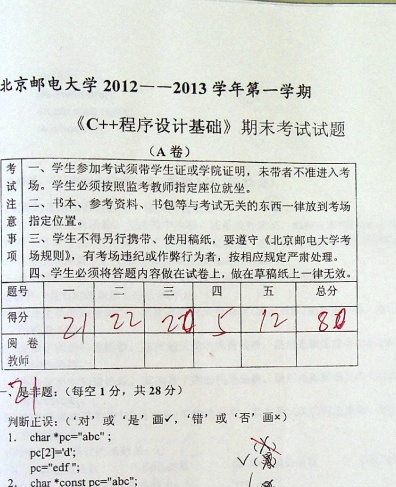 北京邮电大学 2012——2013 学年第一学期
《C++程序设计基础》期末考试试题
（A 卷）
考试注意事项
一、学生参加考试须带学生证或学院证明，未带者不准进入考
场。学生必须按照监考教师指定座位就坐。
二、书本、参考资料、书包等与考试无关的东西一律放到考场
指定位置。
三、学生不得另行携带、使用稿纸，要遵守《北京邮电大学考
场规则》，有考场违纪或作弊行为者，按相应规定严肃处理。
四、学生必须将答题内容做在试卷上，做在草稿纸上一律无效。
题号 一 二 三 四 五 总分
得分 21 22 20 5 12 80
阅卷教师
21
一、是非题：（每空 1 分，共 28 分）
判断正误：（‘对’或‘是’画✓，‘错’或‘否’画×）
1. char *pc="abc" ;
pc[2]='d';
pc="edf ";
2. char *const pc="abc";